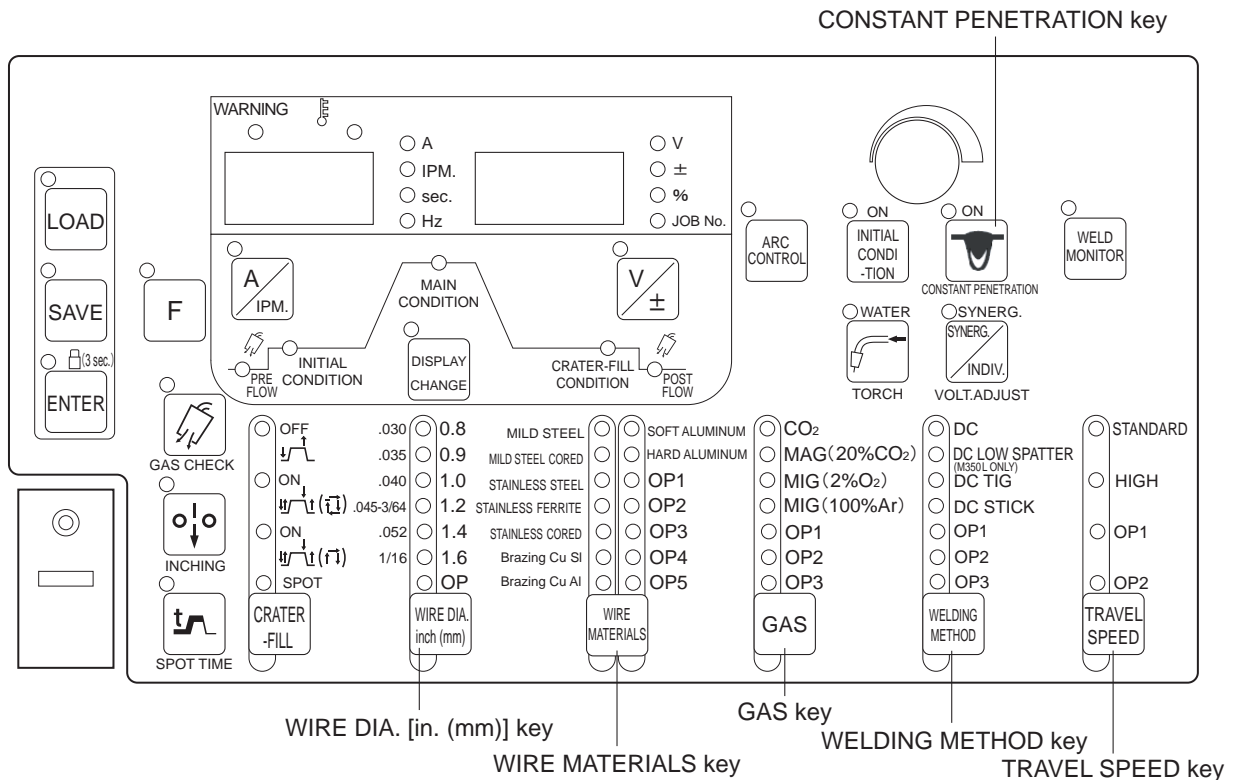 CONSTANT PENETRATION key
WARNING
A
IPM.
sec.
Hz
V
±
%
JOB No.
LOAD
SAVE
(3 sec.)
ENTER
F
A
IPM.
MAIN
CONDITION
V
±
INITIAL
CONDITION
PRE
FLOW
DISPLAY
CHANGE
CRATER-FILL
CONDITION
POST
FLOW
ARC
CONTROL
ON
INITIAL
CONDI
-TION
ON
CONSTANT PENETRATION
WELD
MONITOR
WATER
TORCH
SYNERG.
SYNERG.
INDIV.
VOLT.ADJUST
GAS CHECK
INCHING
t
SPOT TIME
OFF
ON
ON
SPOT
CRATER
-FILL
.030 0.8
.035 0.9
.040 1.0
.045-3/64 1.2
.052 1.4
1/16 1.6
OP
WIRE DIA.
inch (mm)
MILD STEEL
MILD STEEL CORED
STAINLESS STEEL
STAINLESS FERRITE
STAINLESS CORED
Brazing Cu SI
Brazing Cu Al
SOFT ALUMINUM
HARD ALUMINUM
OP1
OP2
OP3
OP4
OP5
WIRE
MATERIALS
CO₂
MAG(20%CO₂)
MIG(2%O₂)
MIG(100%Ar)
OP1
OP2
OP3
GAS
DC
DC LOW SPATTER
(M350L ONLY)
DC TIG
DC STICK
OP1
OP2
OP3
WELDING
METHOD
STANDARD
HIGH
OP1
OP2
TRAVEL
SPEED
WIRE DIA. [in. (mm)] key
WIRE MATERIALS key
GAS key
WELDING METHOD key
TRAVEL SPEED key